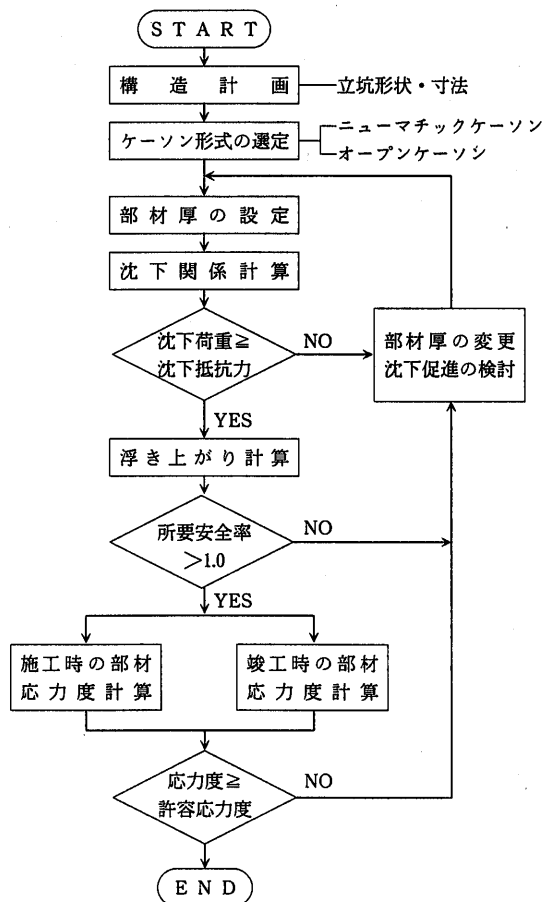 START
構造計画
立坑形状・寸法
ケーソン形式の選定
ニューマチックケーソン
オープンケーソシ
部材厚の設定
沈下関係計算
沈下荷重≧
沈下抵抗力
NO
部材厚の変更
沈下促進の検討
YES
浮き上がり計算
所要安全率
>1.0
NO
YES
施工時の部材
応力度計算
竣工時の部材
応力度計算
応力度≧
許容応力度
NO
END